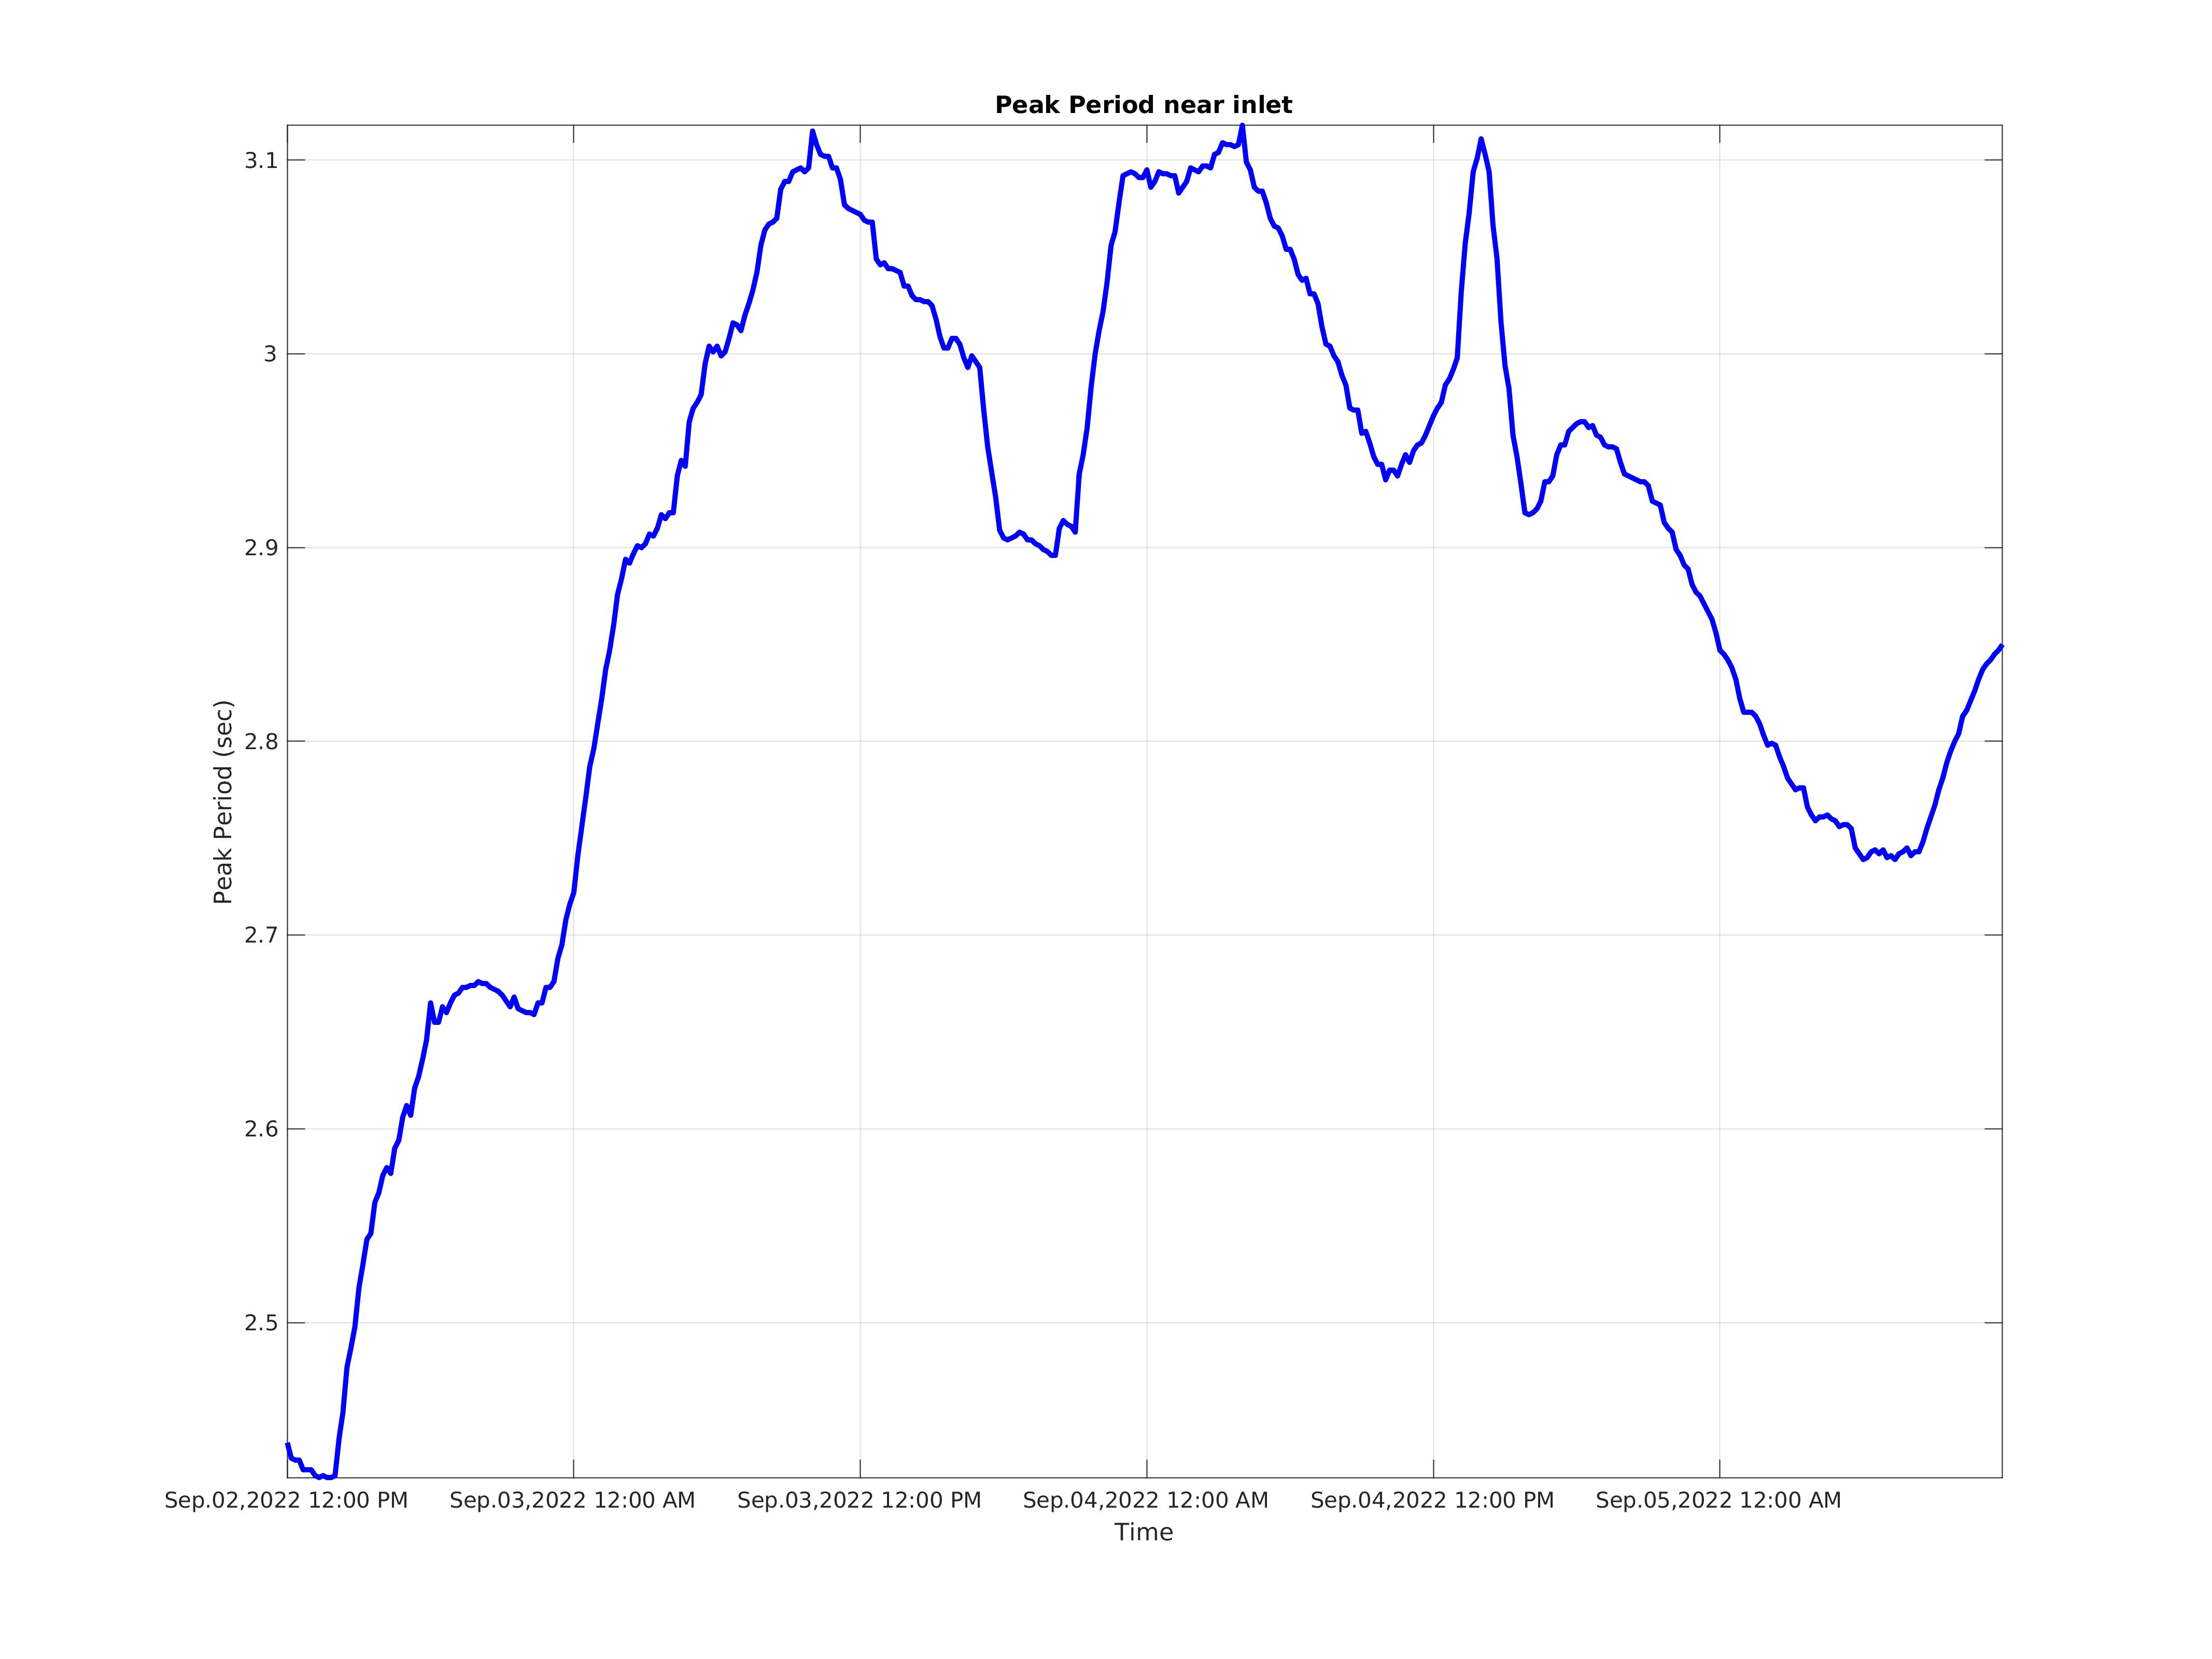 Peak Period near inlet
3.1
3
2.9
2.8
2.7
2.6
2.5
Peak Period (sec)
Sep.02,2022 12:00 PM Sep.03,2022 12:00 AM Sep.03,2022 12:00 PM Sep.04,2022 12:00 AM Sep.04,2022 12:00 PM Sep.05,2022 12:00 AM
Time